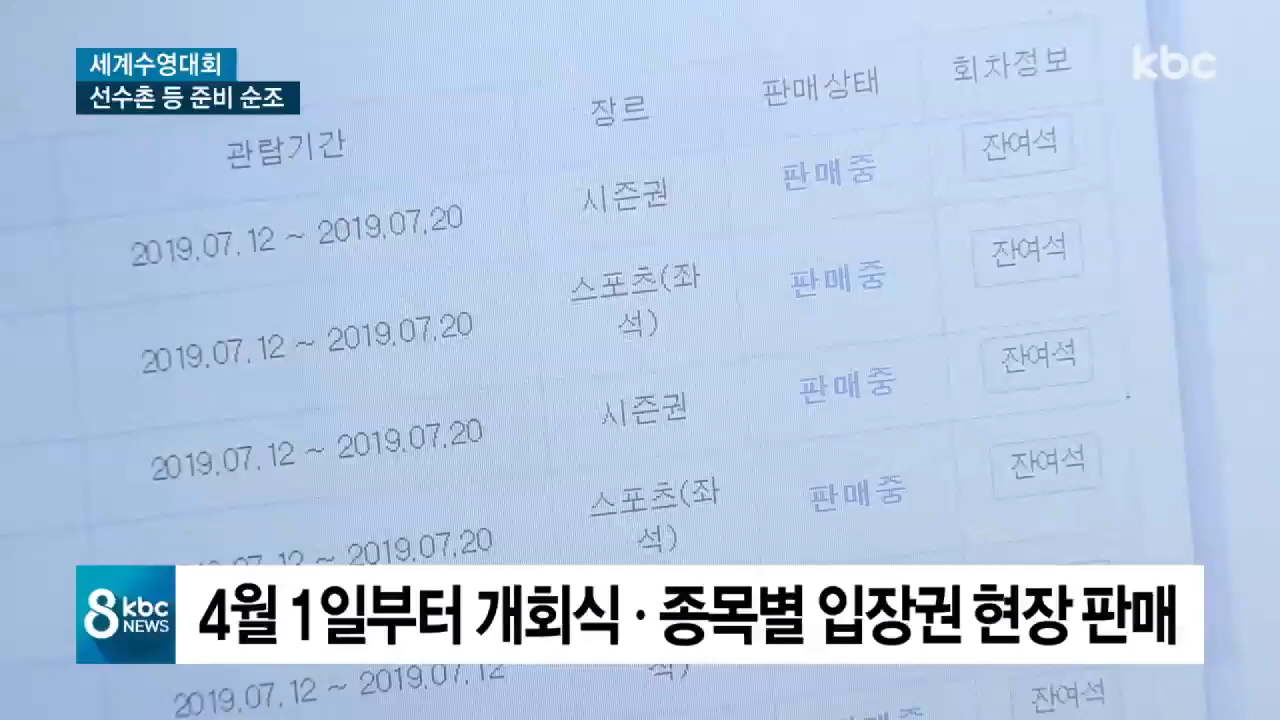 세계수영대회
선수촌 등 준비 순조
kbc
관람기간 장르 판매상태 회차정보
2019.07.12 ~ 2019.07.20 시즌권 판매중 잔여석
2019.07.12 ~ 2019.07.20 스포츠(좌
석) 판매중 잔여석
2019.07.12 ~ 2019.07.20 시즌권 판매중 잔여석
07.12 ~ 2019.07.20 스포츠(좌
석) 판매중 잔여석
8 kbc
NEWS
4월 1일부터 개회식 · 종목별 입장권 현장 판매
석)
2019.07.12 ~ 2019.07.12 판매중 잔여석